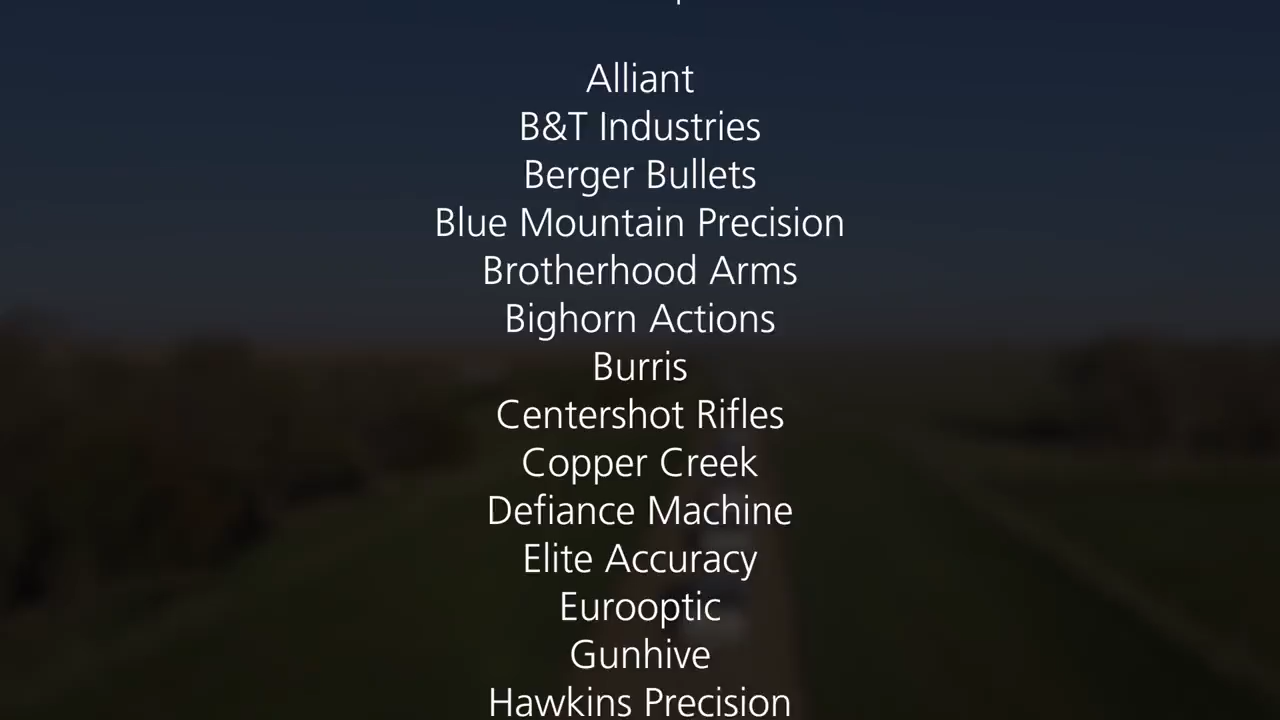 Alliant
B&T Industries
Berger Bullets
Blue Mountain Precision
Brotherhood Arms
Bighorn Actions
Burris
Centershot Rifles
Copper Creek
Defiance Machine
Elite Accuracy
Eurooptic
Gunhive
Hawkins Precision